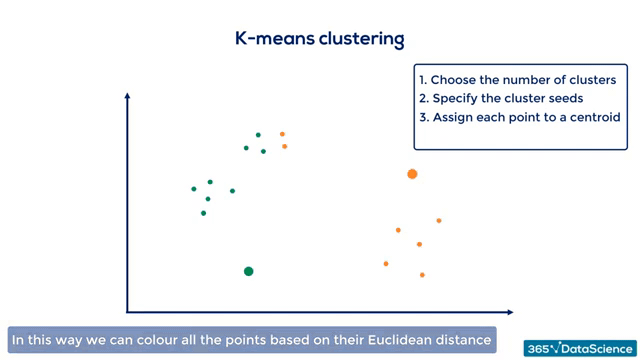 K-means clustering
1. Choose the number of clusters
2. Specify the cluster seeds
3. Assign each point to a centroid
In this way we can colour all the points based on their Euclidean distance
365 DataScience